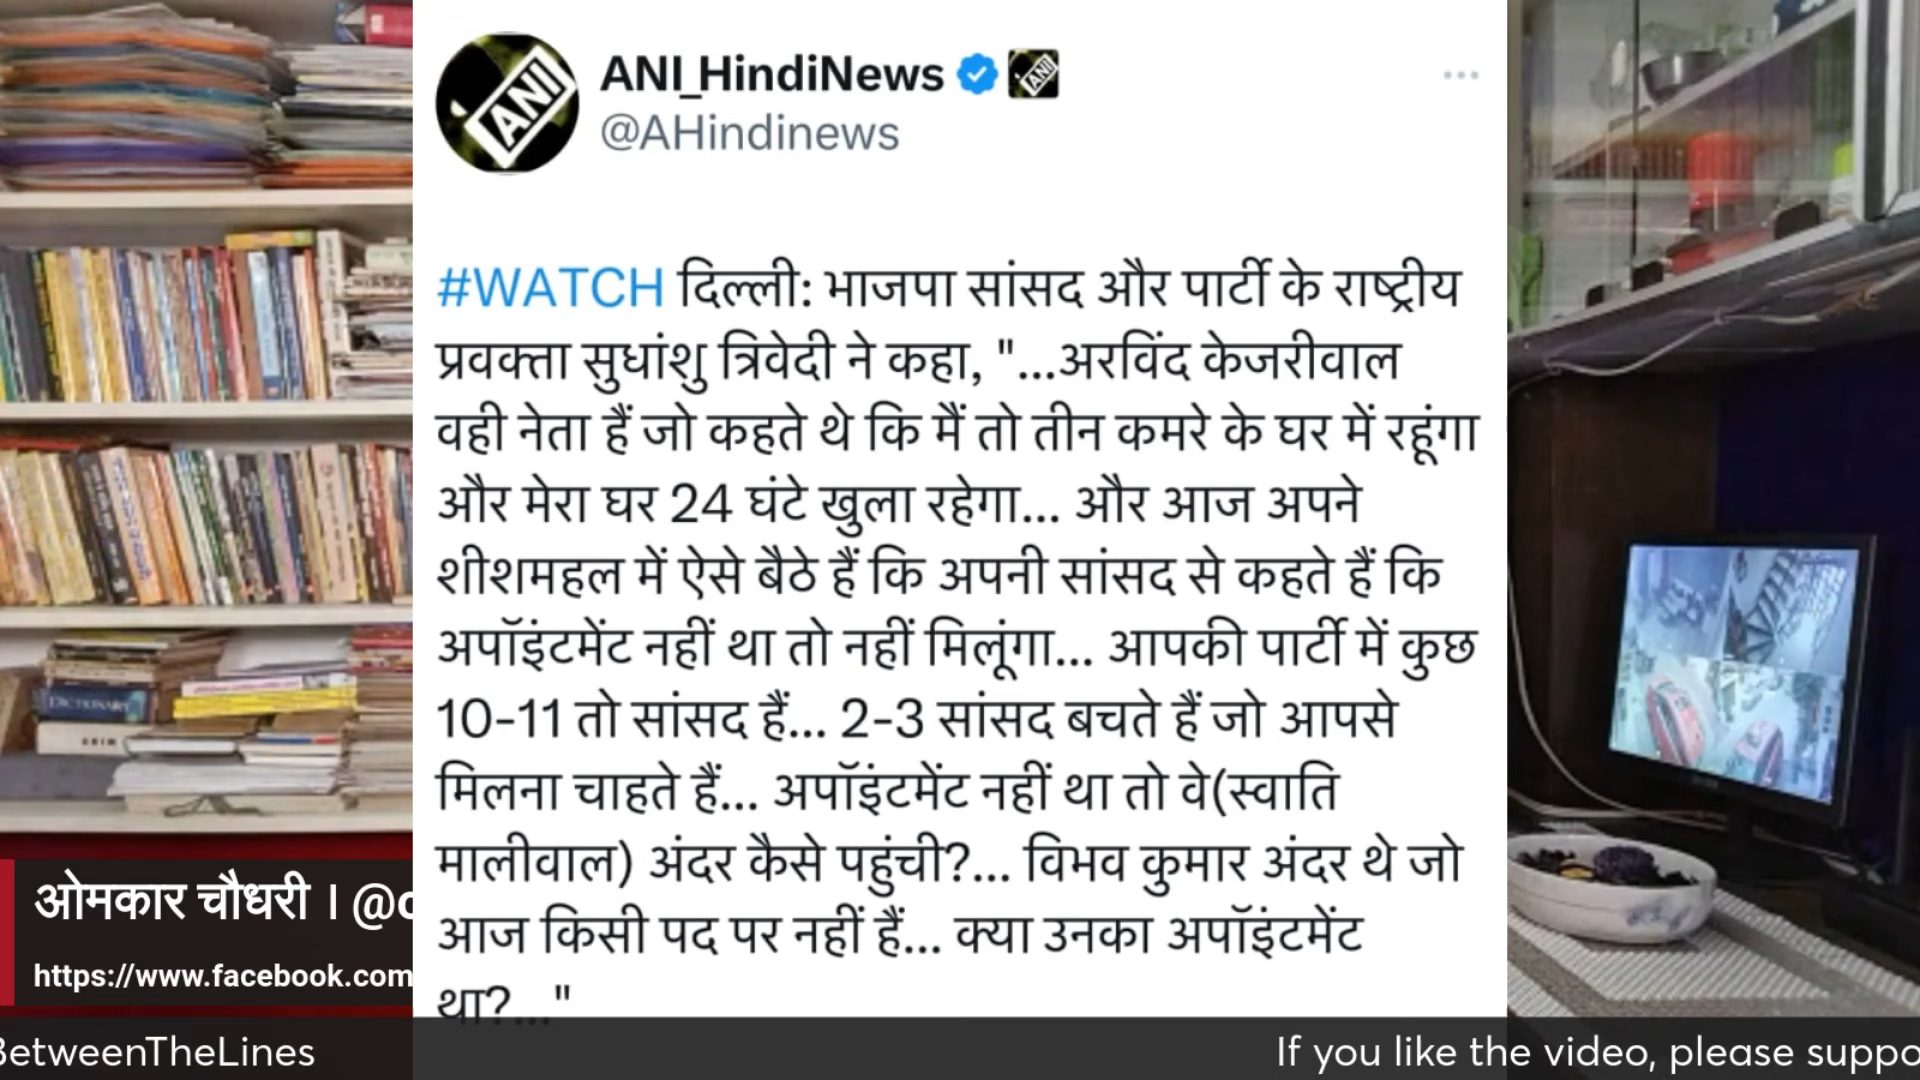 ANI_HindiNews
@AHindinews
ANI
ANI
#WATCH दिल्ली: भाजपा सांसद और पार्टी के राष्ट्रीय
प्रवक्ता सुधांशु त्रिवेदी ने कहा, "...अरविंद केजरीवाल
वही नेता हैं जो कहते थे कि मैं तो तीन कमरे के घर में रहूंगा
और मेरा घर 24 घंटे खुला रहेगा... और आज अपने
शीशमहल में ऐसे बैठे हैं कि अपनी सांसद से कहते हैं कि
अपॉइंटमेंट नहीं था तो नहीं मिलूंगा... आपकी पार्टी में कुछ
10-11 तो सांसद हैं... 2-3 सांसद बचते हैं जो आपसे
मिलना चाहते हैं... अपॉइंटमेंट नहीं था तो वे(स्वाति
मालीवाल) अंदर कैसे पहुंची?... विभव कुमार अंदर थे जो
आज किसी पद पर नहीं हैं... क्या उनका अपॉइंटमेंट
था?..."
DICTIONARY
ओमकार चौधरी । @
https://www.facebook.com
BetweenTheLines
If you like the video, please suppo